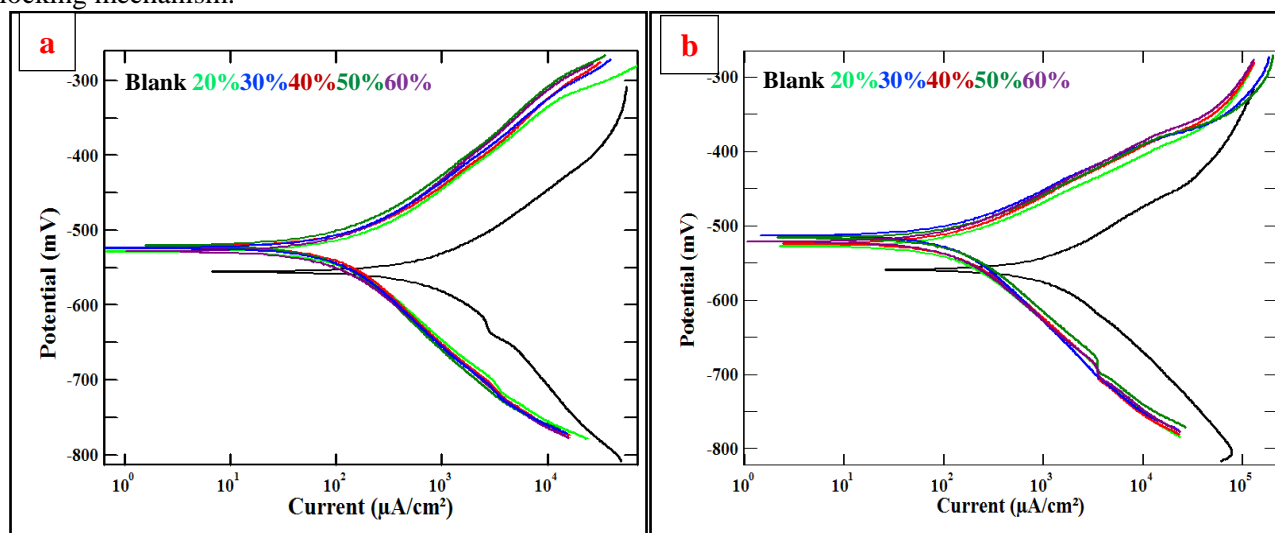 locking mechanism.
a
Blank 20%30%40%50%60%
-300
-400
-500
-600
-700
-800
Potential (mV)
10⁰ 10¹ 10² 10³ 10⁴
Current (µA/cm²)
b
Blank 20%30%40%50%60%
-300
-400
-500
-600
-700
-800
Potential (mV)
10⁰ 10¹ 10² 10³ 10⁴ 10⁵
Current (µA/cm²)